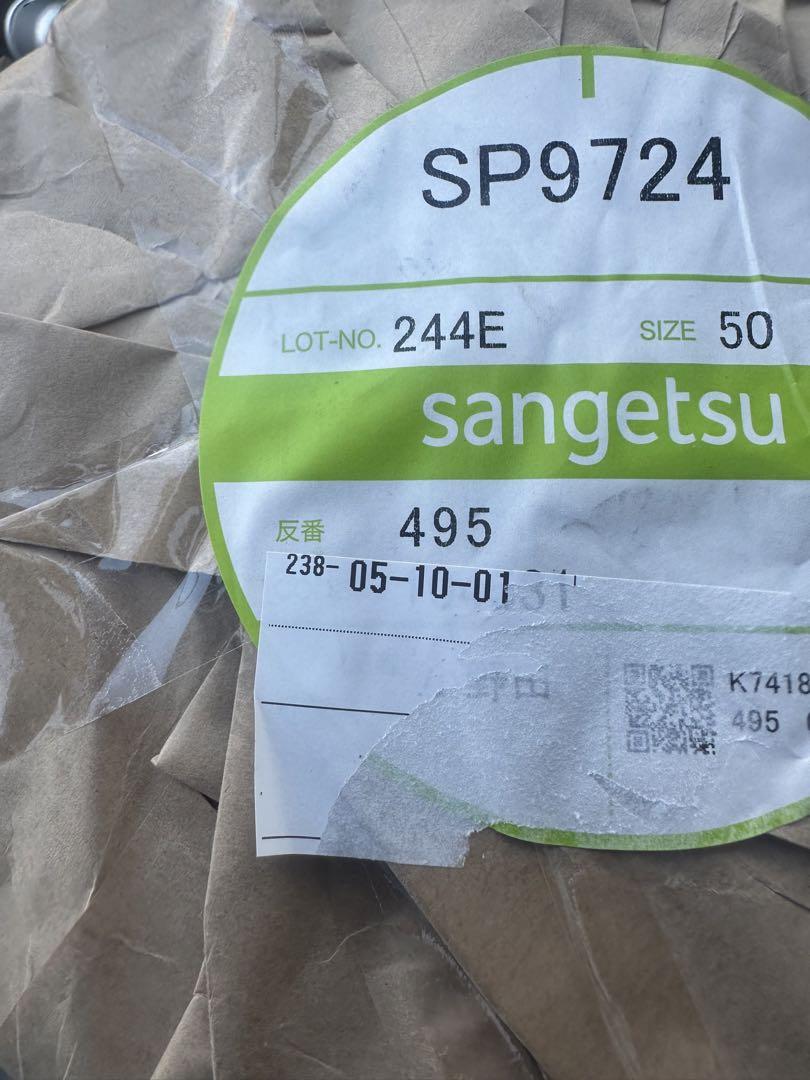 SP9724
LOT-NO. 244E SIZE 50
sangetsu
反番 495
238- 05-10-01
K7418
495